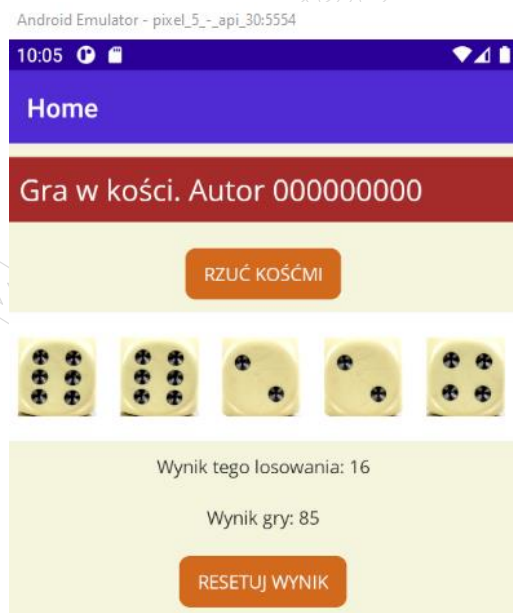 Android Emulator - pixel_5_-_api_30:5554
10:05
Home
Gra w kości. Autor 000000000
RZUĆ KOŚĆMI
Wynik tego losowania: 16
Wynik gry: 85
RESETUJ WYNIK